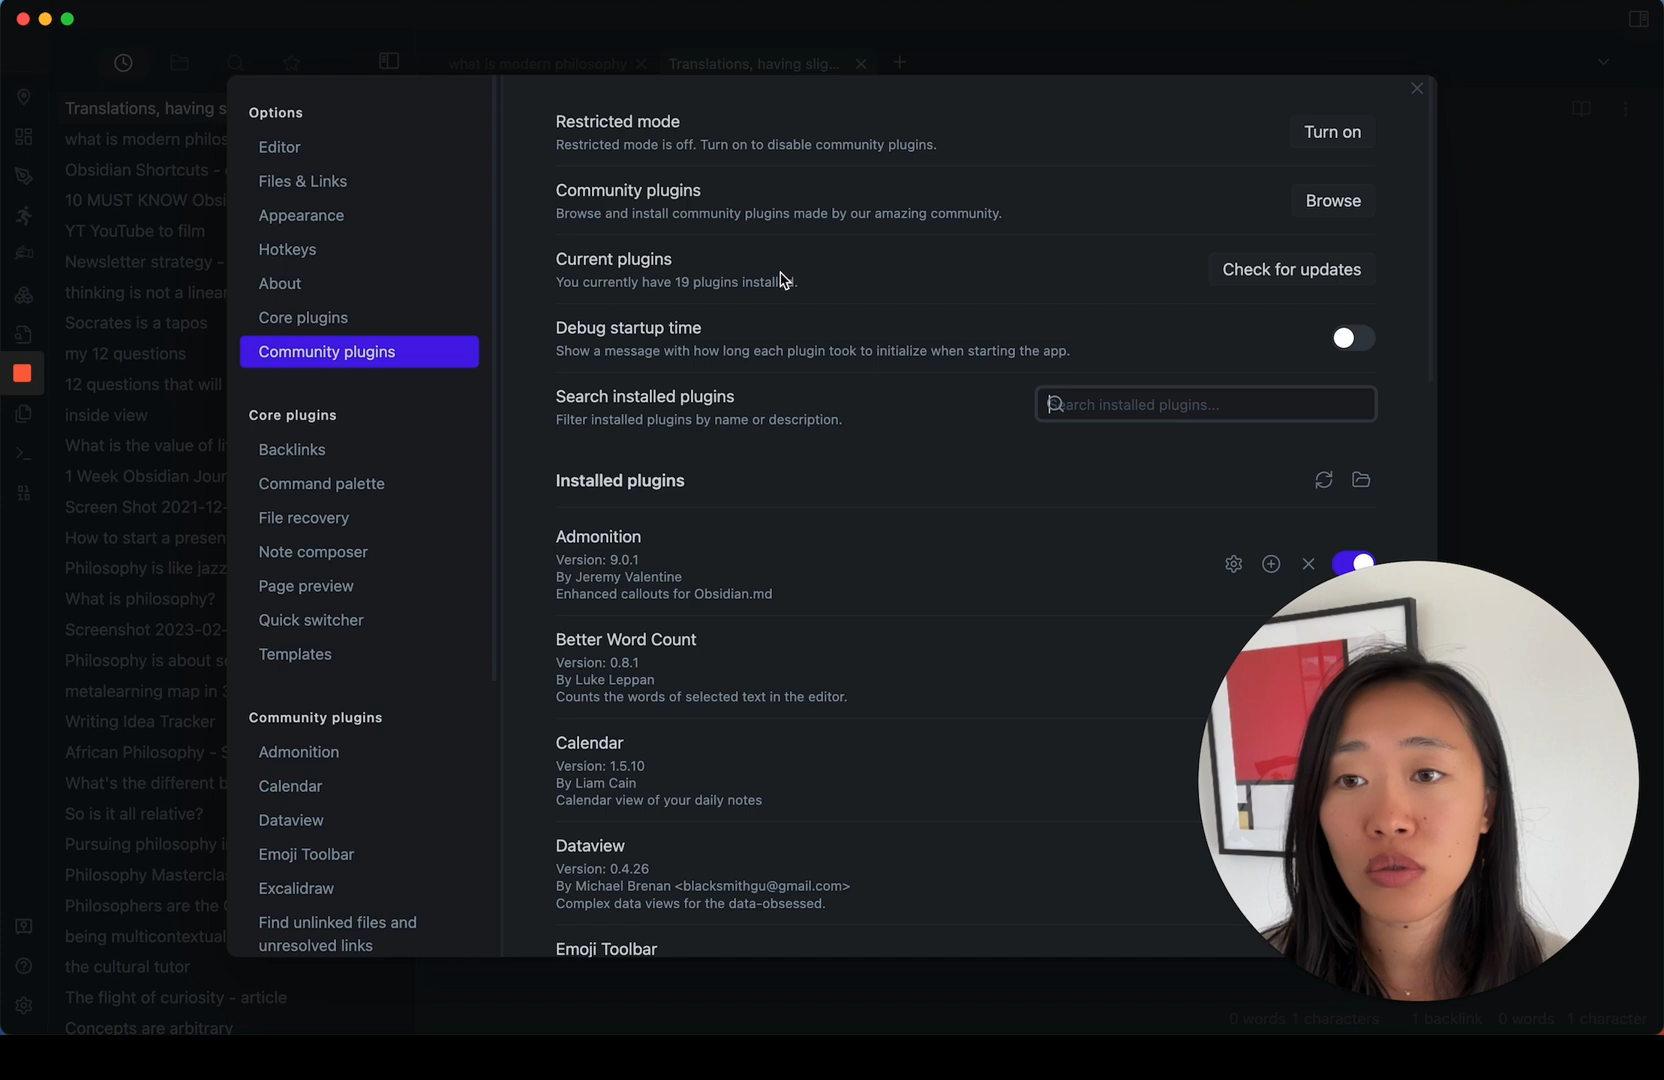 what is modern philosophy
Translations, having slig...
Translations, having s
what is modern philos
Obsidian Shortcuts -
10 MUST KNOW Obsi
YT YouTube to film
Newsletter strategy -
thinking is not a linear
Socrates is a tapos
my 12 questions
12 questions that will
inside view
What is the value of li
1 Week Obsidian Jour
Screen Shot 2021-12-
How to start a presen
Philosophy is like jazz
What is philosophy?
Screenshot 2023-02-
Philosophy is about se
metalearning map in 3
Writing Idea Tracker
African Philosophy - S
What's the different b
So is it all relative?
Pursuing philosophy i
Philosophy Masterclas
Philosophers are the
being multicontextual
the cultural tutor
The flight of curiosity - article
Concepts are arbitrary
Options
Editor
Files & Links
Appearance
Hotkeys
About
Core plugins
Community plugins
Core plugins
Backlinks
Command palette
File recovery
Note composer
Page preview
Quick switcher
Templates
Community plugins
Admonition
Calendar
Dataview
Emoji Toolbar
Excalidraw
Find unlinked files and
unresolved links
Restricted mode
Restricted mode is off. Turn on to disable community plugins.
Turn on
Community plugins
Browse and install community plugins made by our amazing community.
Browse
Current plugins
You currently have 19 plugins installed.
Check for updates
Debug startup time
Show a message with how long each plugin took to initialize when starting the app.
Search installed plugins
Filter installed plugins by name or description.
Search installed plugins...
Installed plugins
Admonition
Version: 9.0.1
By Jeremy Valentine
Enhanced callouts for Obsidian.md
Better Word Count
Version: 0.8.1
By Luke Leppan
Counts the words of selected text in the editor.
Calendar
Version: 1.5.10
By Liam Cain
Calendar view of your daily notes
Dataview
Version: 0.4.26
By Michael Brenan <blacksmithgu@gmail.com>
Complex data views for the data-obsessed.
Emoji Toolbar
0 words 1 characters
1 backlink
0 words
1 character